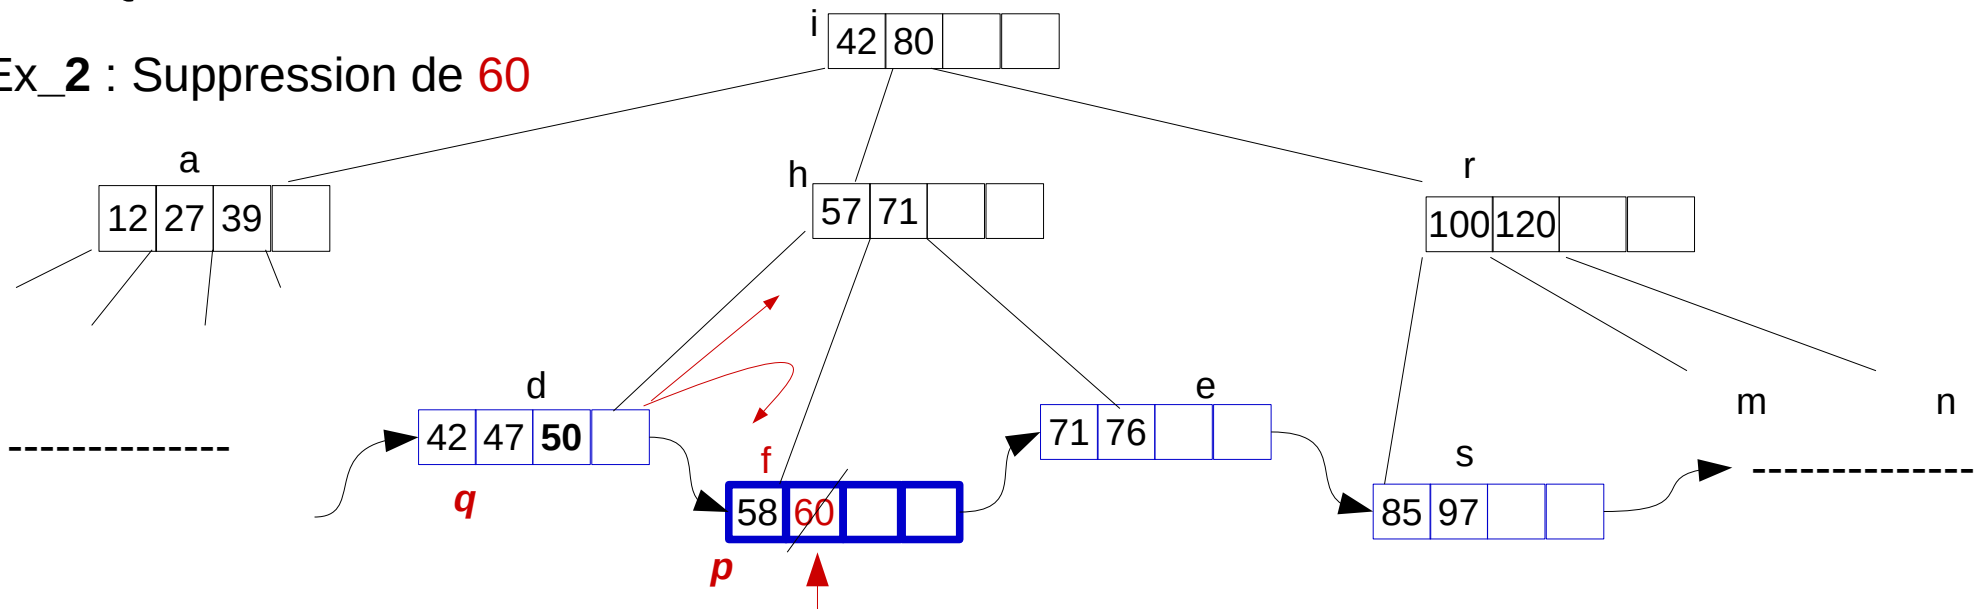 i
42 80
Ex_2 : Suppression de 60
a
h
r
12 27 39
57 71
100 120
d
e
m
n
42 47 50
71 76
-------------
f
s
-------------
q
58 60
85 97
p